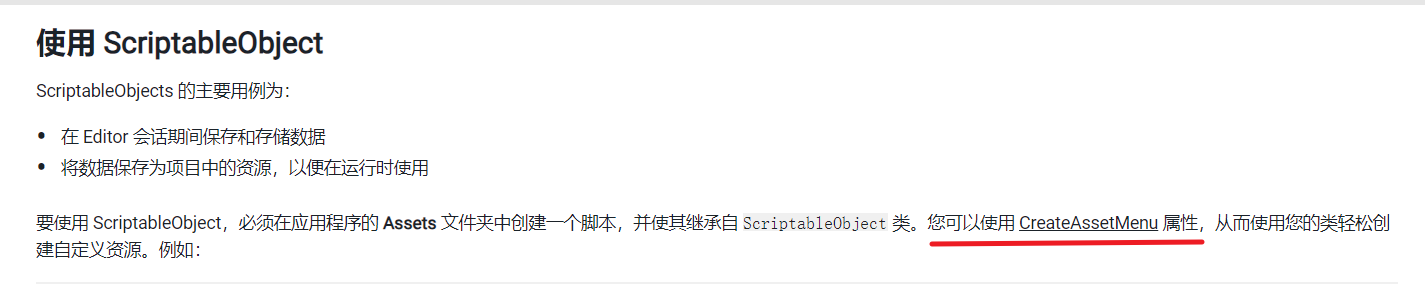 使用 ScriptableObject
ScriptableObjects 的主要用例为：
• 在 Editor 会话期间保存和存储数据
• 将数据保存为项目中的资源，以便在运行时使用
要使用 ScriptableObject，必须在应用程序的 Assets 文件夹中创建一个脚本，并使其继承自 ScriptableObject 类。您可以使用 CreateAssetMenu 属性，从而使用您的类轻松创
建自定义资源。例如：